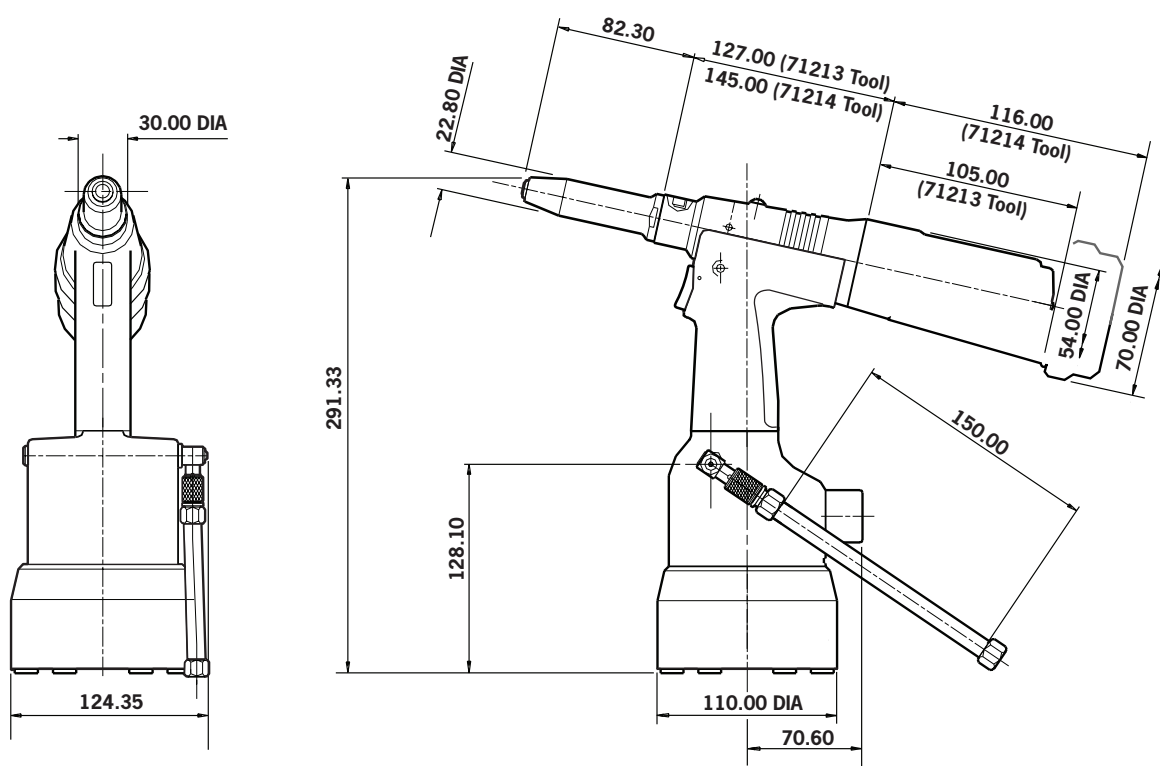 82.30
127.00 (71213 Tool)
145.00 (71214 Tool)
116.00
(71214 Tool)
105.00
(71213 Tool)
22.80 DIA
30.00 DIA
54.00 DIA
70.00 DIA
291.33
150.00
128.10
124.35
110.00 DIA
70.60